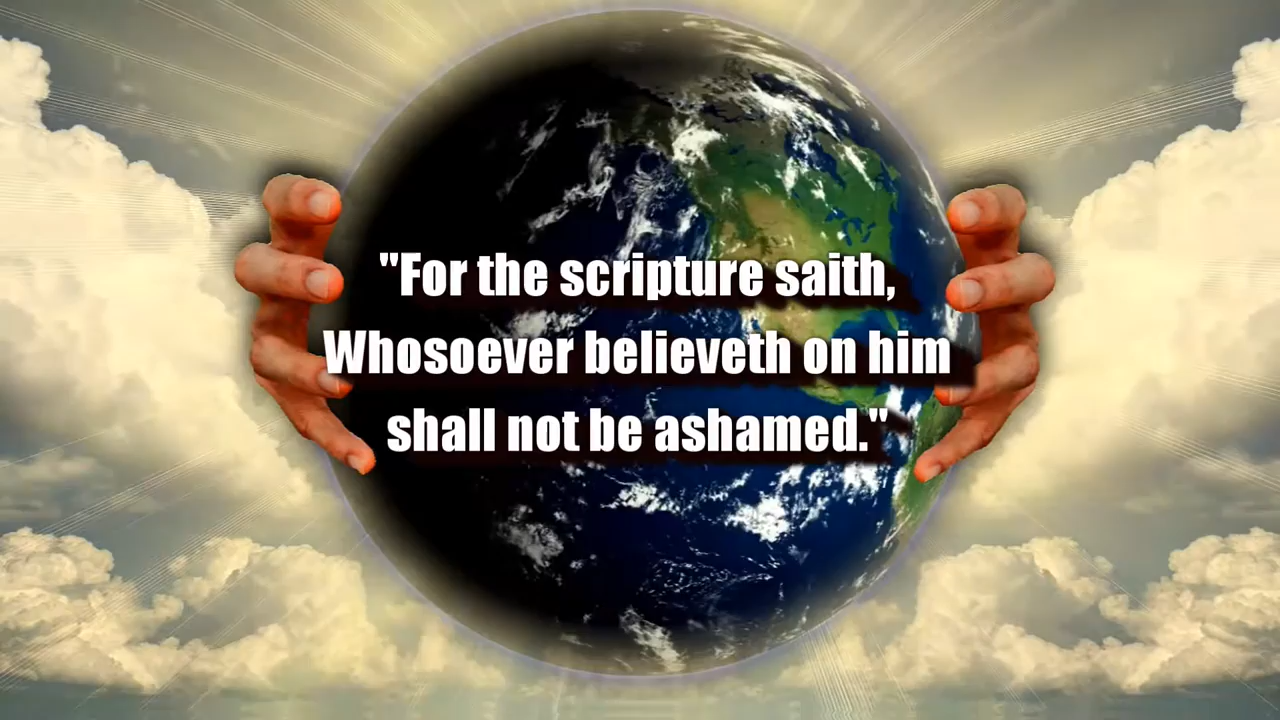 "For the scripture saith,
Whosoever believeth on him
shall not be ashamed."